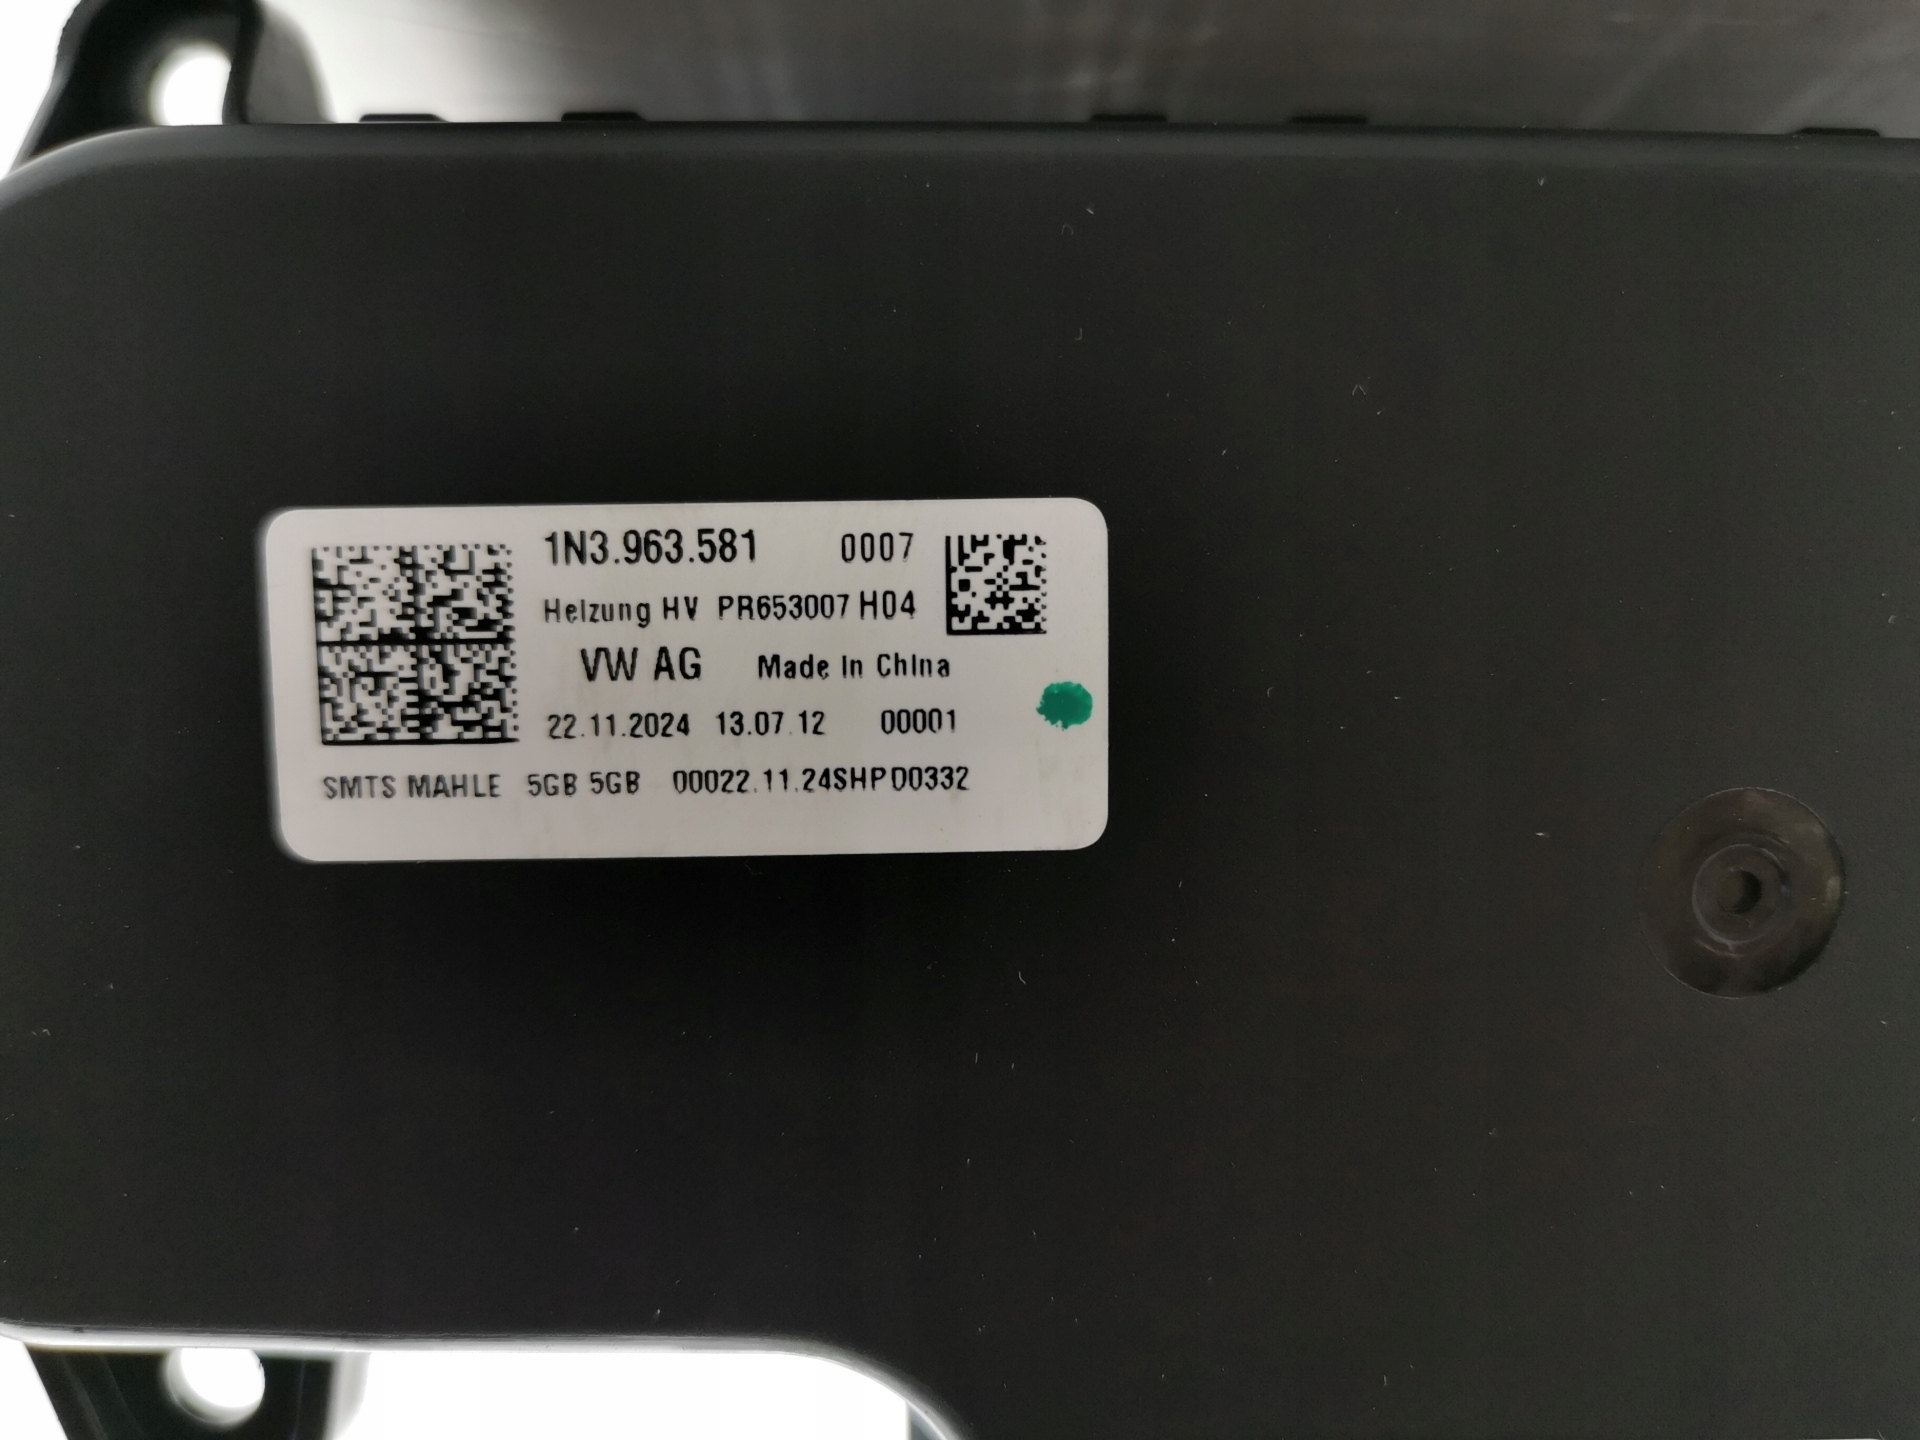 1N3.963.581 0007
Heizung HV PR653007 H04
VW AG Made in China
22.11.2024 13.07.12 00001
SMTS MAHLE 5GB 5GB 00022.11.24SHPD0332